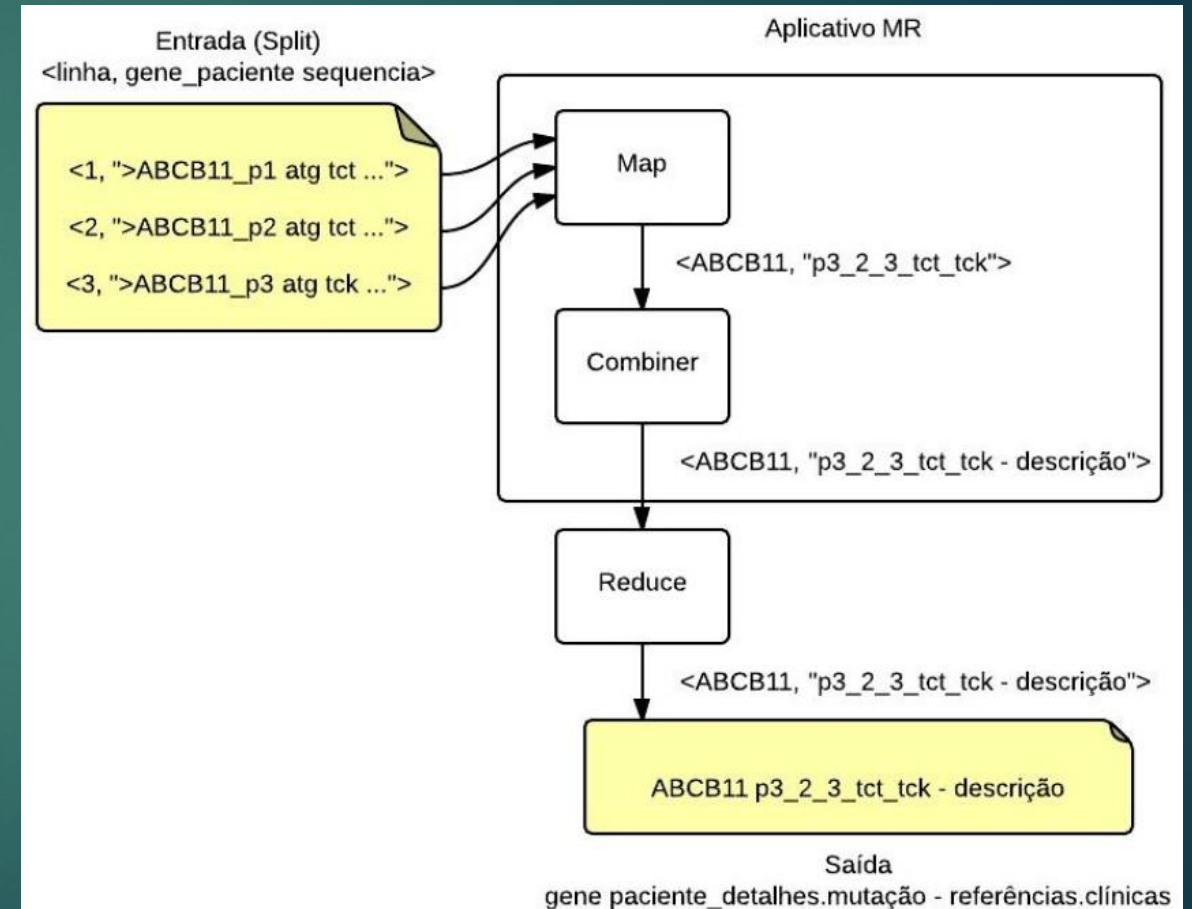 Entrada (Split)
<linha, gene_paciente sequencia>
<1, ">ABCB11_p1 atg tct ...">
<2, ">ABCB11_p2 atg tct ...">
<3, ">ABCB11_p3 atg tck ...">
Aplicativo MR
Map
<ABCB11, "p3_2_3_tct_tck">
Combiner
<ABCB11, "p3_2_3_tct_tck - descrição">
Reduce
<ABCB11, "p3_2_3_tct_tck - descrição">
ABCB11 p3_2_3_tct_tck - descrição
Saída
gene paciente_detalhes.mutação - referências.clínicas